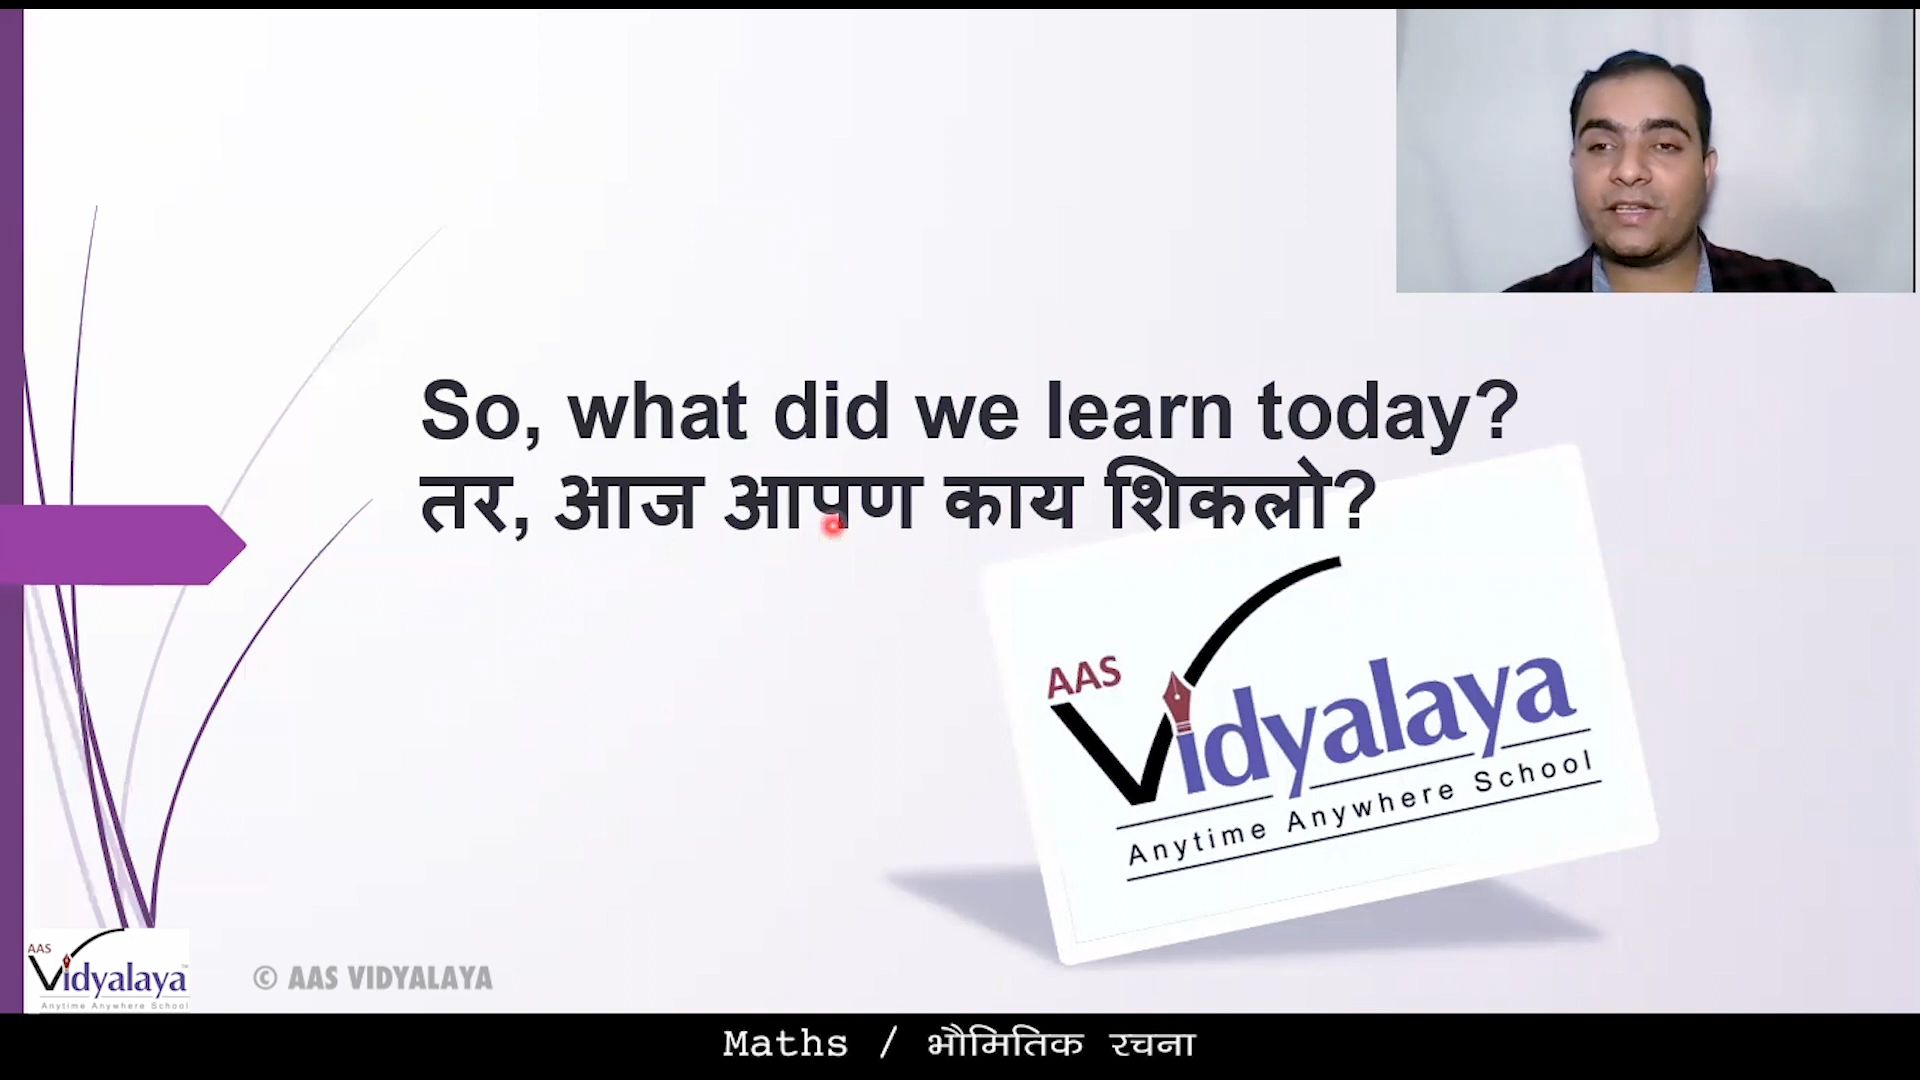 So, what did we learn today?
तर, आज आपण काय शिकलो?
AAS
Vidyalaya
Anytime Anywhere School
AAS
Vidyalaya
Anytime Anywhere School
© AAS VIDYALAYA
Maths / भौमितिक रचना